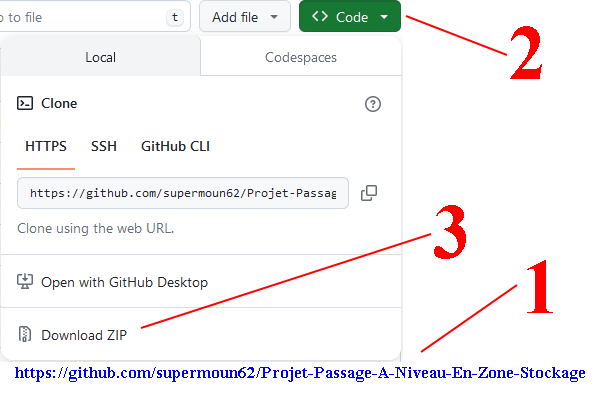 o to file t Add file <> Code
2
Local Codespaces
Clone
HTTPS SSH GitHub CLI
https://github.com/supermoun62/Projet-Passag
Clone using the web URL.
3
Open with GitHub Desktop
1
Download ZIP
https://github.com/supermoun62/Projet-Passage-A-Niveau-En-Zone-Stockage